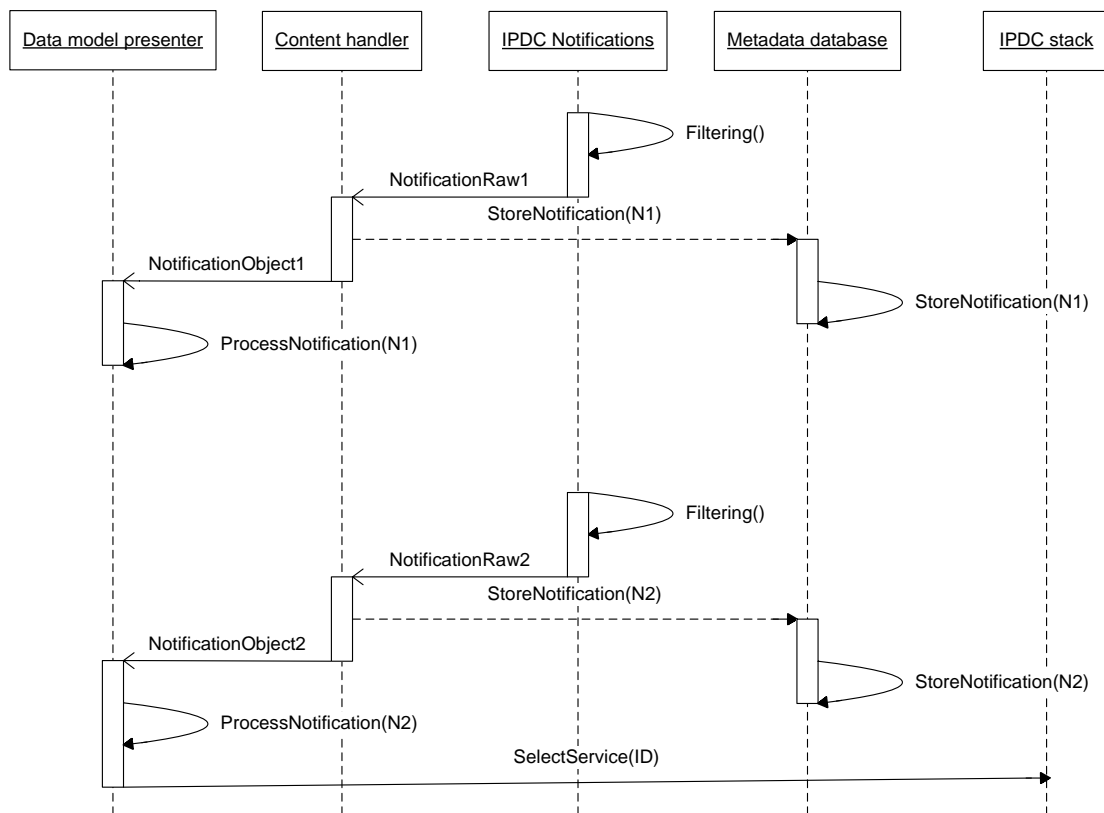 Data model presenter
Content handler
IPDC Notifications
Metadata database
IPDC stack
Filtering()
NotificationRaw1
StoreNotification(N1)
NotificationObject1
StoreNotification(N1)
ProcessNotification(N1)
Filtering()
NotificationRaw2
StoreNotification(N2)
NotificationObject2
StoreNotification(N2)
ProcessNotification(N2)
SelectService(ID)